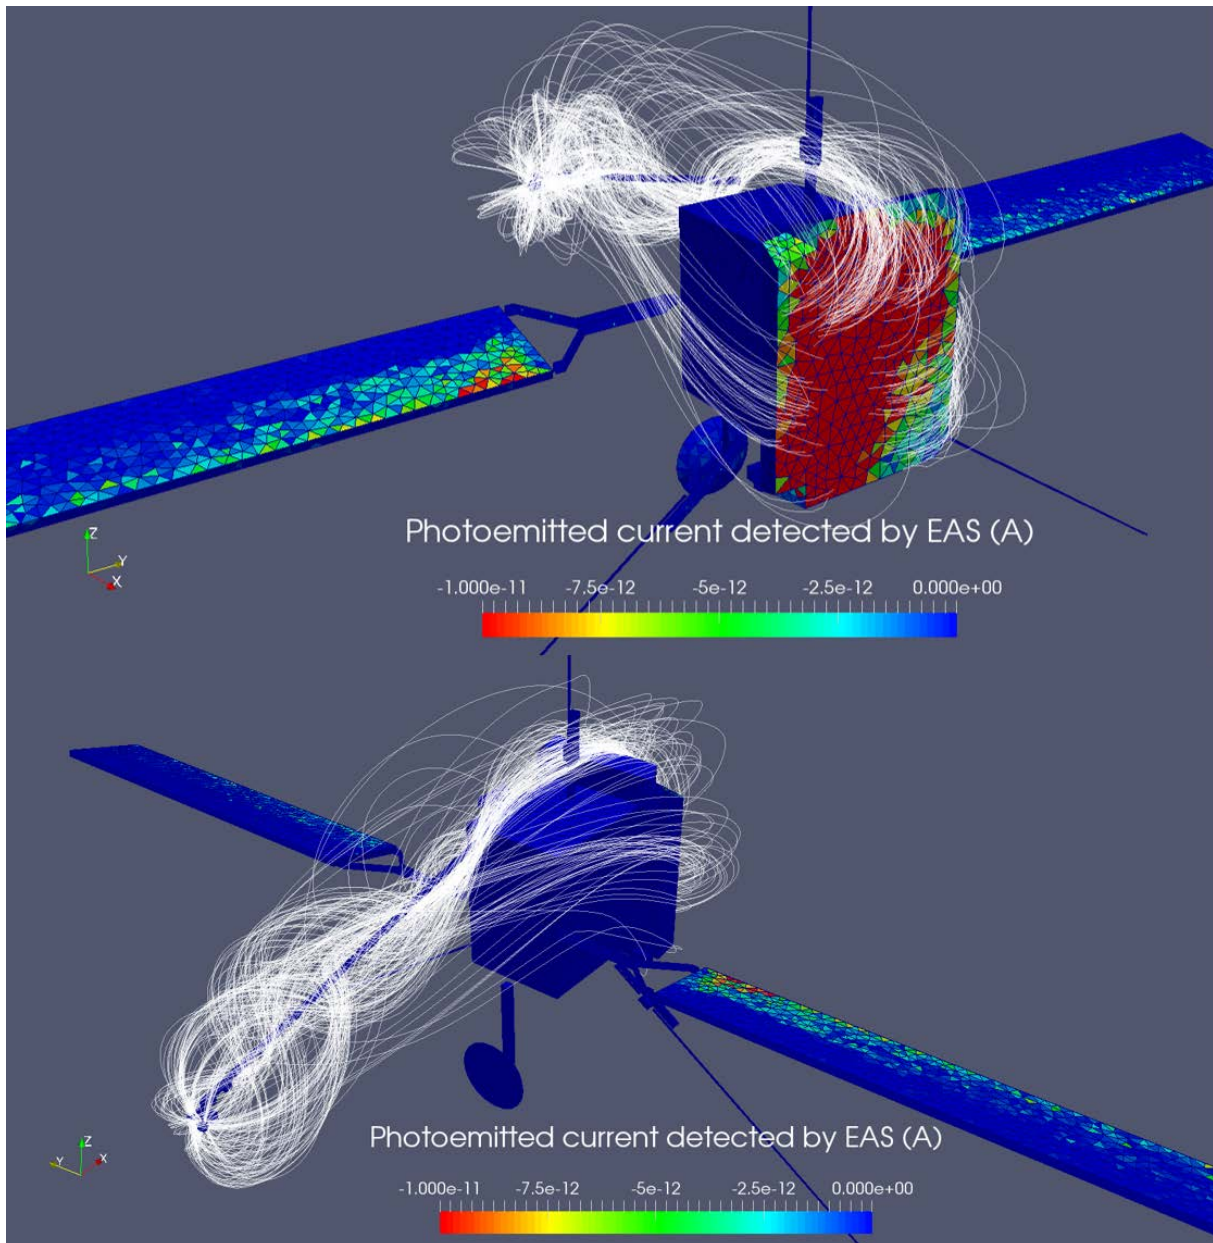 Z
Y
X
Photoemitted current detected by EAS (A)
-1.000e-11 -7.5e-12 -5e-12 -2.5e-12 0.000e+00
Z
Y X
Photoemitted current detected by EAS (A)
-1.000e-11 -7.5e-12 -5e-12 -2.5e-12 0.000e+00